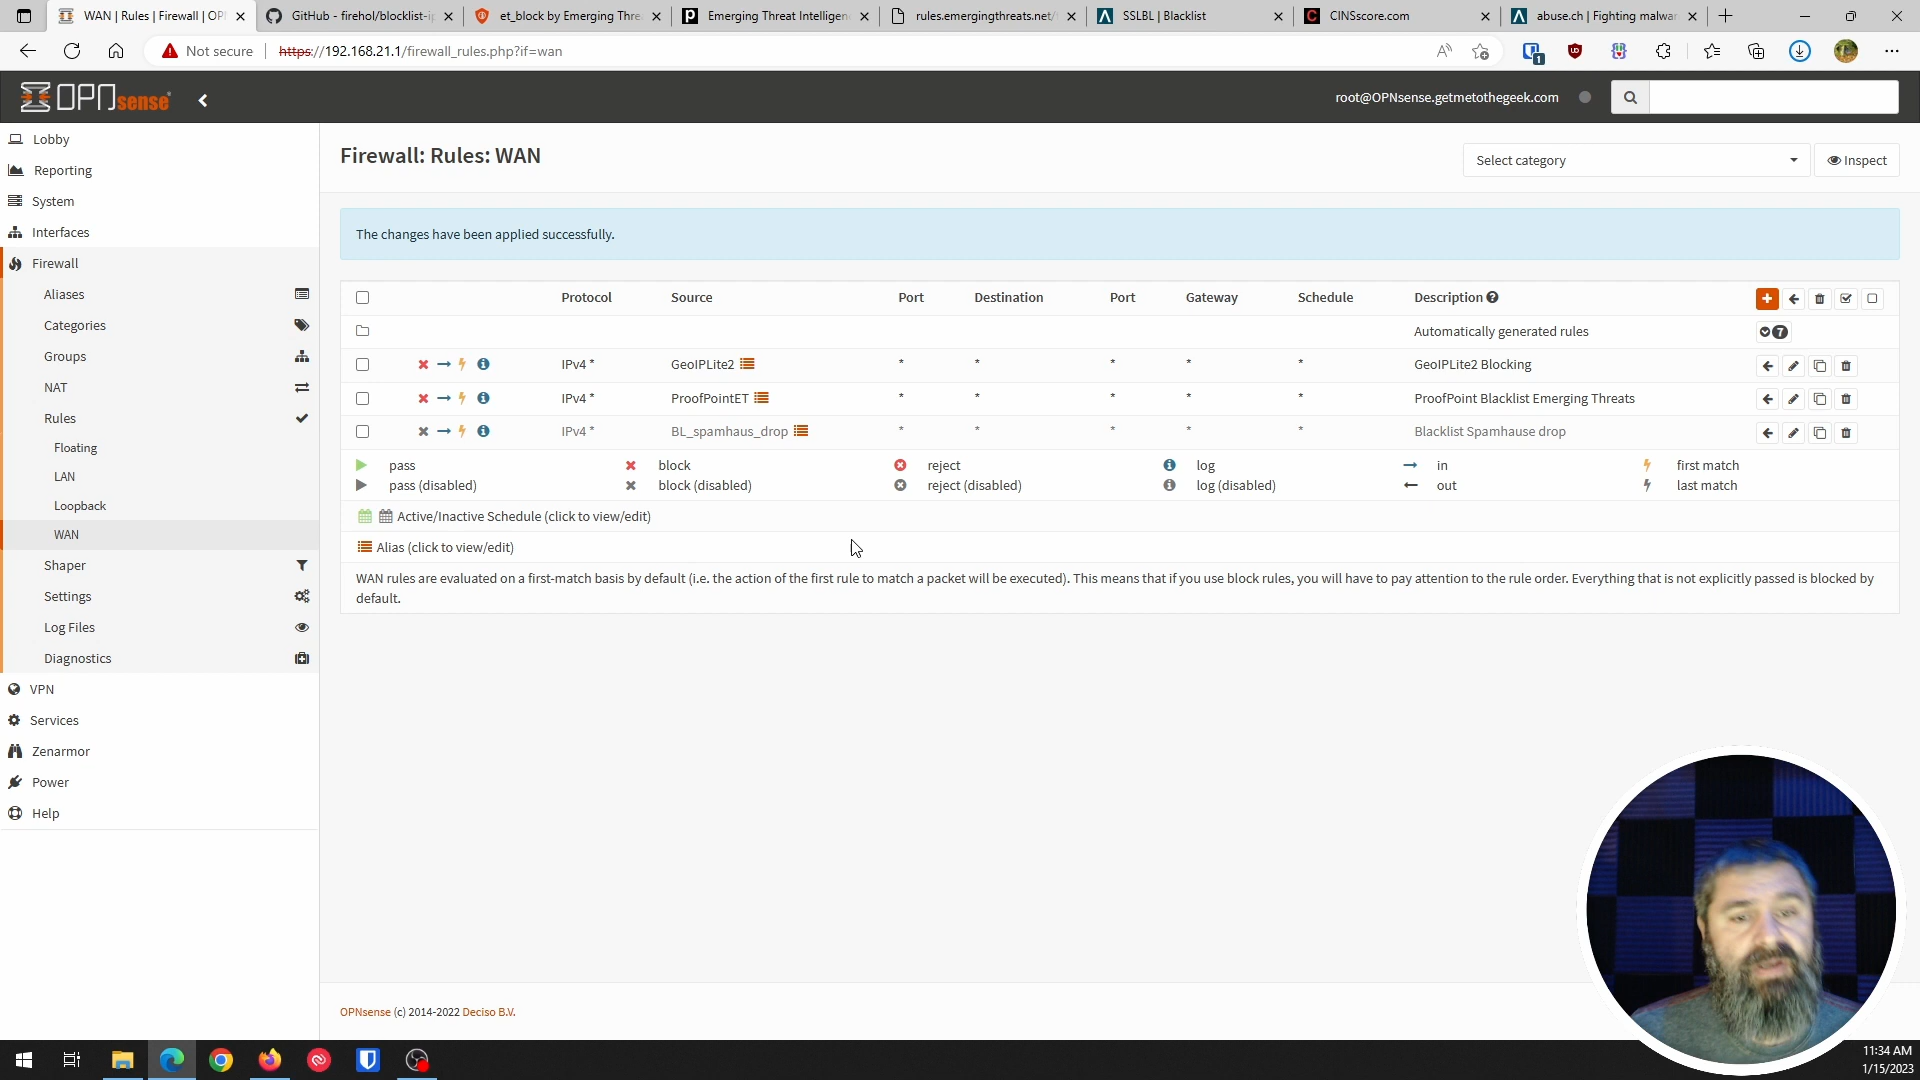 WAN | Rules | Firewall | OP
GitHub - firehol/blocklist-ip
et_block by Emerging Thre
Emerging Threat Intelligen
rules.emergingthreats.net/
SSLBL | Blacklist
CINSscore.com
abuse.ch | Fighting malwar
Not secure
https://192.168.21.1/firewall_rules.php?if=wan
1
OPNsense
root@OPNsense.getmetothegeek.com
Lobby
Reporting
System
Interfaces
Firewall
Aliases
Categories
Groups
NAT
Rules
Floating
LAN
Loopback
WAN
Shaper
Settings
Log Files
Diagnostics
VPN
Services
Zenarmor
Power
Help
Firewall: Rules: WAN
Select category
Inspect
The changes have been applied successfully.
Protocol Source Port Destination Port Gateway Schedule Description
Automatically generated rules 7
IPv4 * GeoIPLite2 * * * * * GeoIPLite2 Blocking
IPv4 * ProofPointET * * * * * ProofPoint Blacklist Emerging Threats
IPv4 * BL_spamhaus_drop * * * * * Blacklist Spamhause drop
pass block reject log in first match
pass (disabled) block (disabled) reject (disabled) log (disabled) out last match
Active/Inactive Schedule (click to view/edit)
Alias (click to view/edit)
WAN rules are evaluated on a first-match basis by default (i.e. the action of the first rule to match a packet will be executed). This means that if you use block rules, you will have to pay attention to the rule order. Everything that is not explicitly passed is blocked by
default.
OPNsense (c) 2014-2022 Deciso B.V.
11:34 AM
1/15/2023